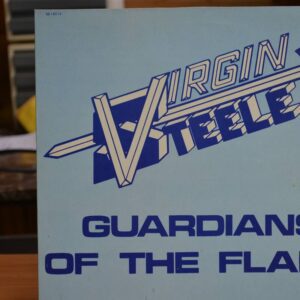 VIRGIN
STEELE
GUARDIANS
OF THE FLA